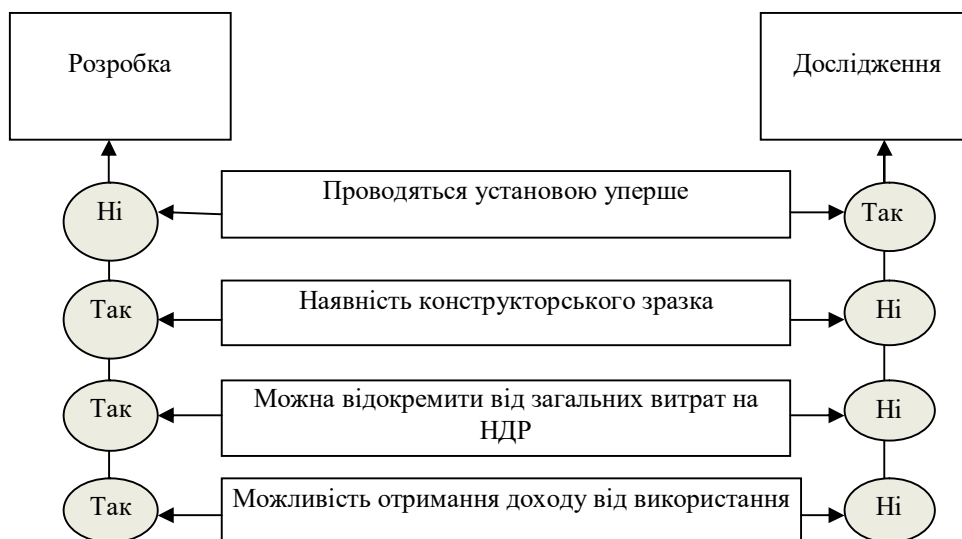 Розробка
Дослідження
Проводяться установою уперше
Ні
Так
Наявність конструкторського зразка
Так
Ні
Можна відокремити від загальних витрат на
НДР
Так
Ні
Можливість отримання доходу від використання
Так
Ні